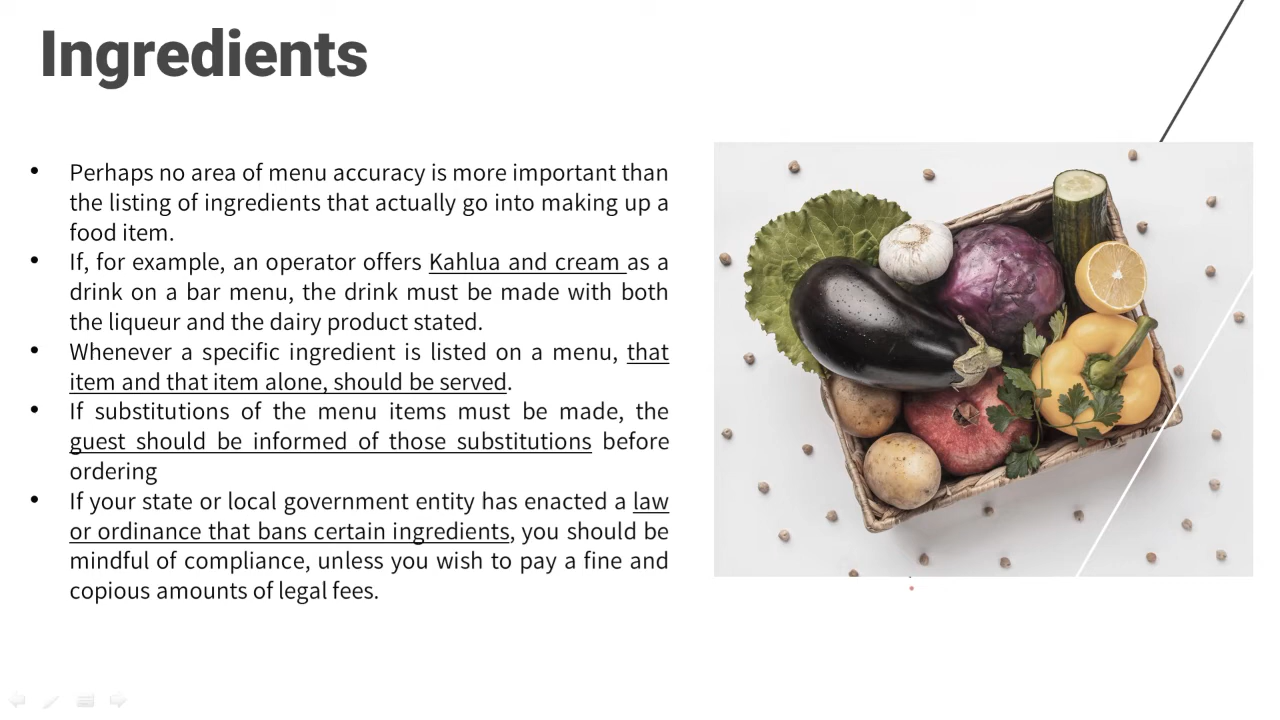 Ingredients
• Perhaps no area of menu accuracy is more important than
the listing of ingredients that actually go into making up a
food item.
• If, for example, an operator offers Kahlua and cream as a
drink on a bar menu, the drink must be made with both
the liqueur and the dairy product stated.
• Whenever a specific ingredient is listed on a menu, that
item and that item alone, should be served.
• If substitutions of the menu items must be made, the
guest should be informed of those substitutions before
ordering
• If your state or local government entity has enacted a law
or ordinance that bans certain ingredients, you should be
mindful of compliance, unless you wish to pay a fine and
copious amounts of legal fees.